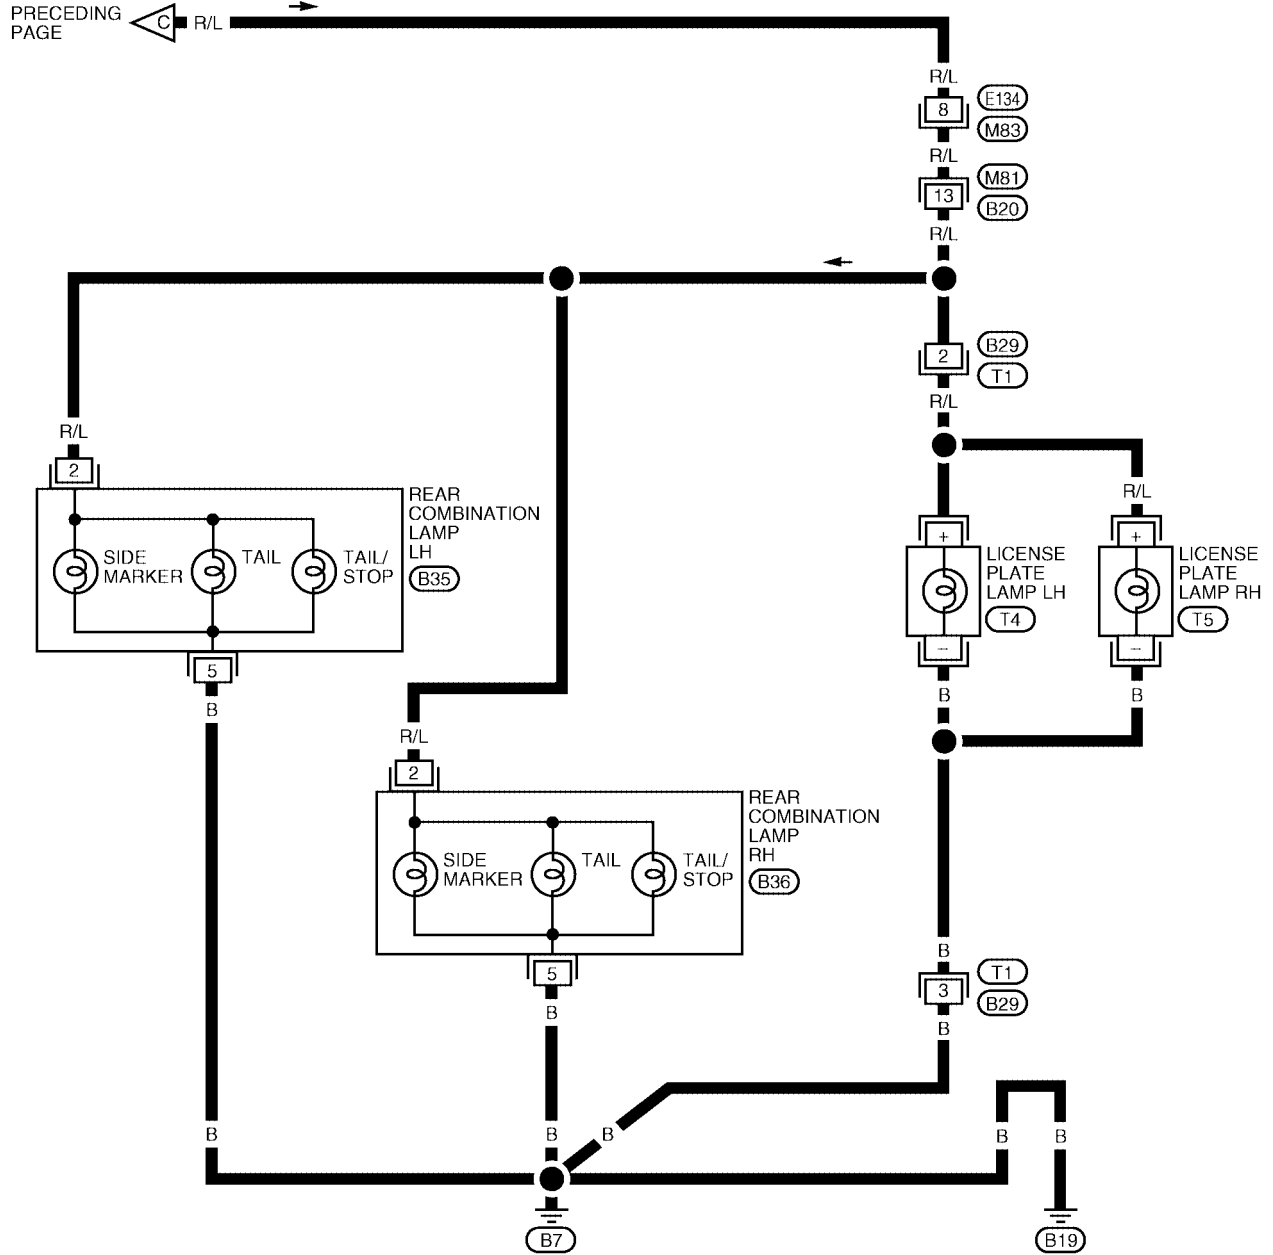 PRECEDING
PAGE
C
R/L
R/L
8
E134
M83
R/L
13
M81
B20
R/L
2
B29
T1
R/L
R/L
R/L
2
REAR
COMBINATION
LAMP
LH
B35
SIDE
MARKER
TAIL
TAIL/
STOP
5
B
+
LICENSE
PLATE
LAMP LH
T4
–
B
+
LICENSE
PLATE
LAMP RH
T5
–
B
R/L
2
REAR
COMBINATION
LAMP
RH
B36
SIDE
MARKER
TAIL
TAIL/
STOP
5
B
B
3
T1
B29
B
B
B
B
B
B
B7
B19